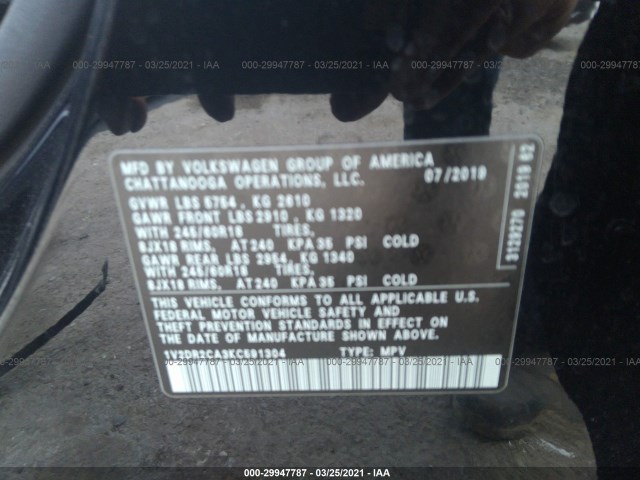 000-29947787 - 03/25/2021 - IAA
MFD BY VOLKSWAGEN GROUP OF AMERICA
CHATTANOOGA OPERATIONS, LLC. 07/2019
GVWR LBS 5754 , KG 2610
GAWR FRONT LBS 2910 , KG 1320
WITH 245/60R18 TIRES,
8JX18 RIMS, AT 240 KPA 35 PSI COLD
GAWR REAR LBS 2954, KG 1340
WITH 245/60R18 TIRES,
8JX18 RIMS, AT 240 KPA 35 PSI COLD
THIS VEHICLE CONFORMS TO ALL APPLICABLE U.S.
FEDERAL MOTOR VEHICLE SAFETY AND
THEFT PREVENTION STANDARDS IN EFFECT ON
THE DATE OF MANUFACTURE SHOWN ABOVE.
1V2DR2CA3KC591304 TYPE: MPV
000-29947787 - 03/25/2021 - IAA